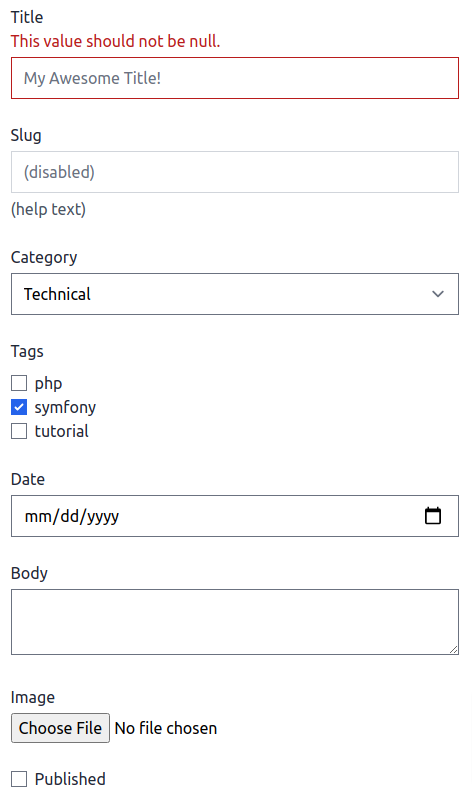 Title
This value should not be null.
My Awesome Title!
Slug
(disabled)
(help text)
Category
Technical
Tags
php
symfony
tutorial
Date
mm/dd/yyyy
Body
Image
Choose File No file chosen
Published